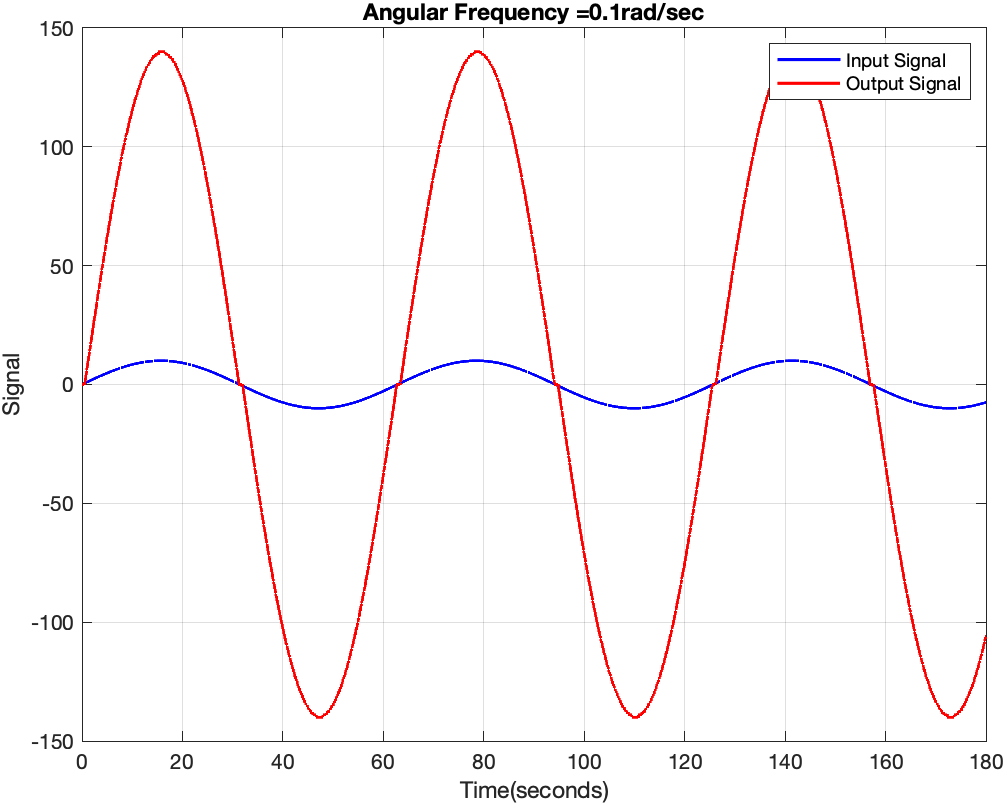 Angular Frequency =0.1rad/sec
150
100
50
0
-50
-100
-150
Signal
Input Signal
Output Signal
0 20 40 60 80 100 120 140 160 180
Time(seconds)